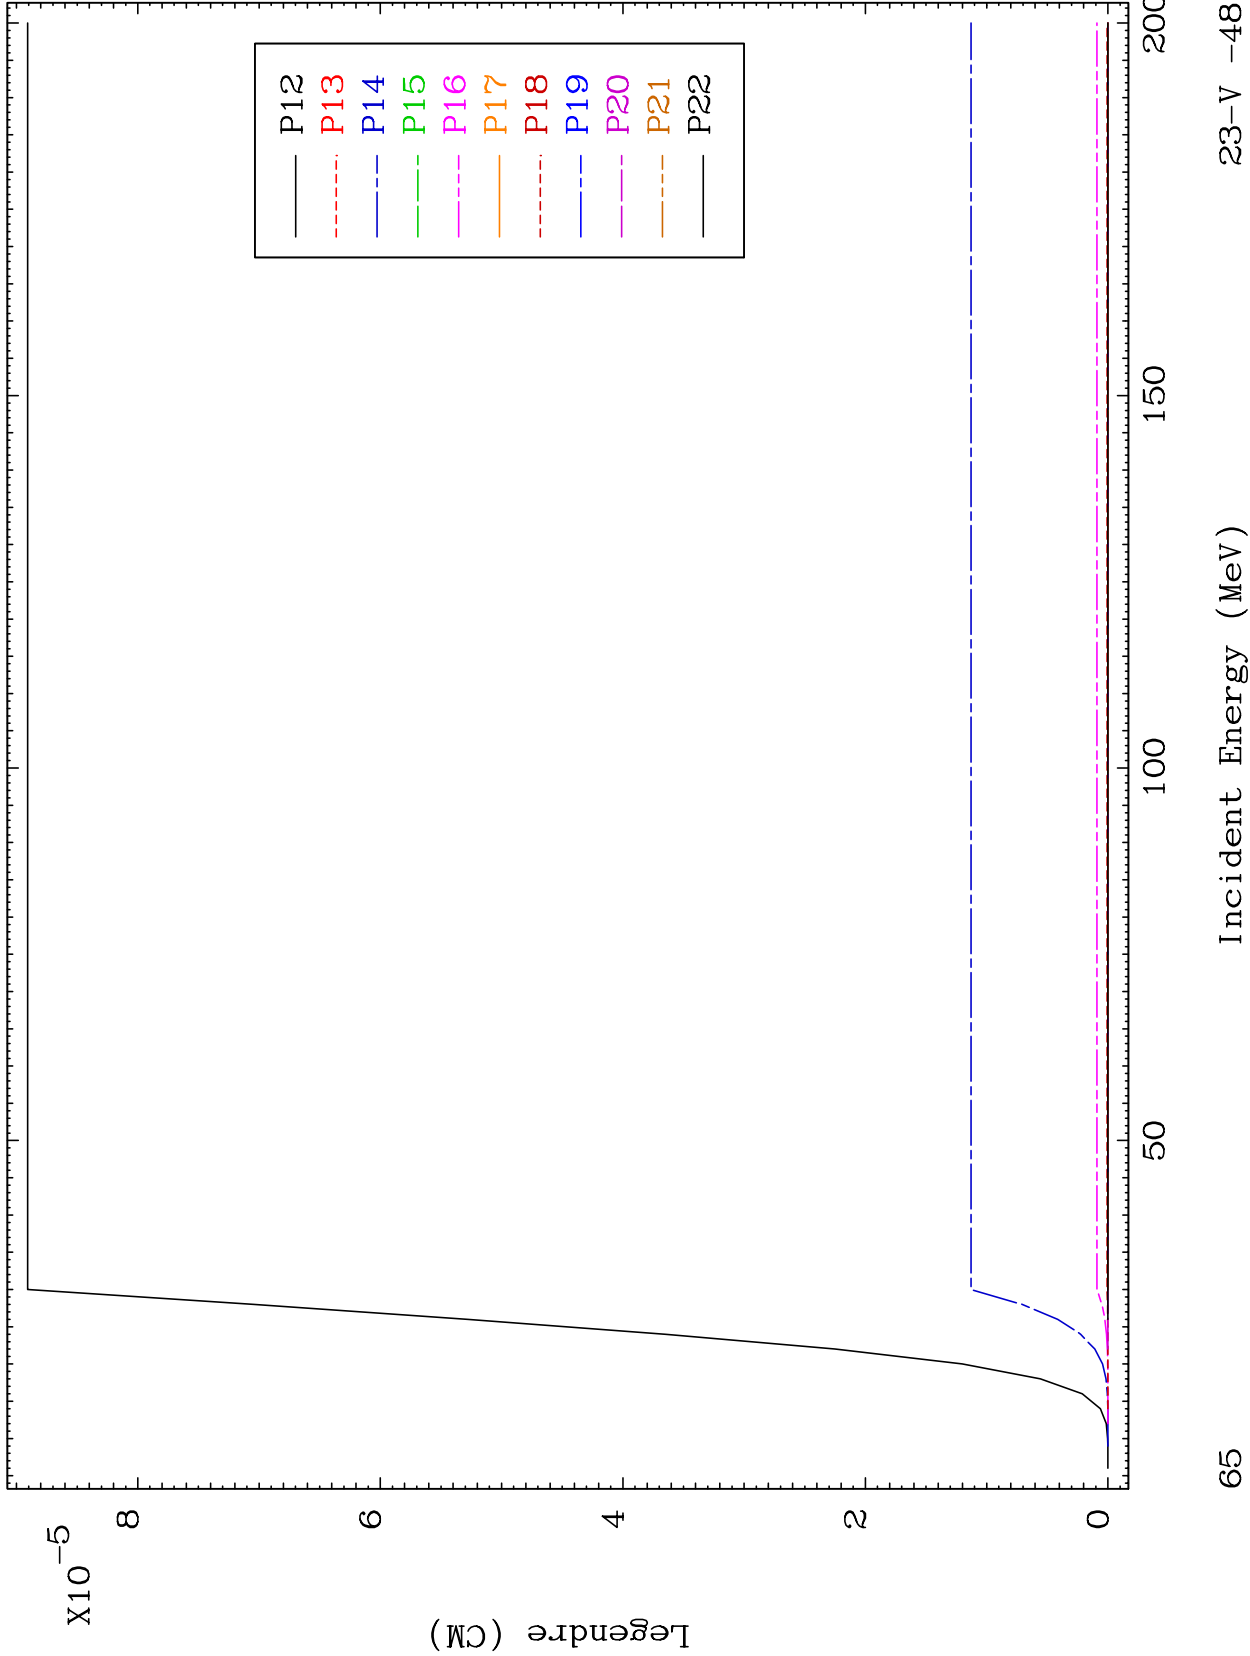 X10-5
8
6
4
2
0
Legendre (CM)
P12
P13
P14
P15
P16
P17
P18
P19
P20
P21
P22
50
100
150
200
Incident Energy (MeV)
65
23-V -48